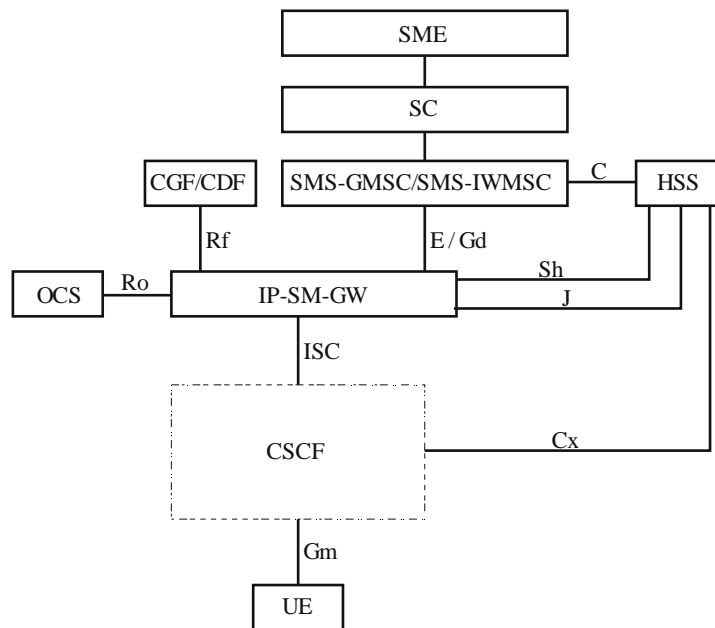 SME
SC
CGF/CDF
SMS-GMSC/SMS-IWMSC
C
HSS
Rf
E / Gd
Sh
OCS
Ro
IP-SM-GW
J
ISC
CSCF
Cx
Gm
UE